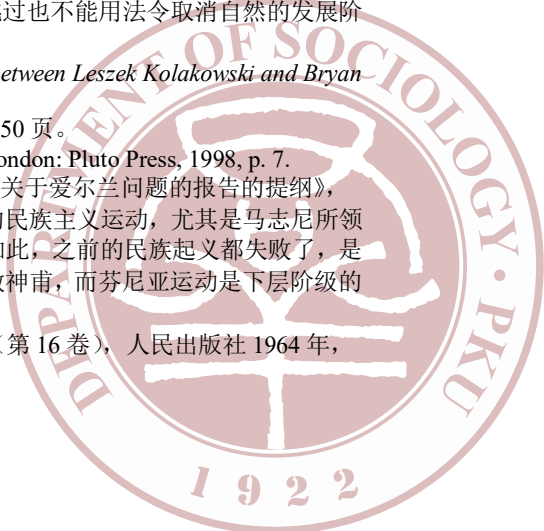 过也不能用法令取消自然的发展阶
between Leszek Kolakowski and Bryan
50 页。
London: Pluto Press, 1998, p. 7.
关于爱尔兰问题的报告的提纲》，
的民族主义运动，尤其是马志尼所领
如此，之前的民族起义都失败了，是
神甫，而芬尼亚运动是下层阶级的
（第 16 卷），人民出版社 1964 年，
DEPARTMENT OF SOCIOLOGY · PKU
1922